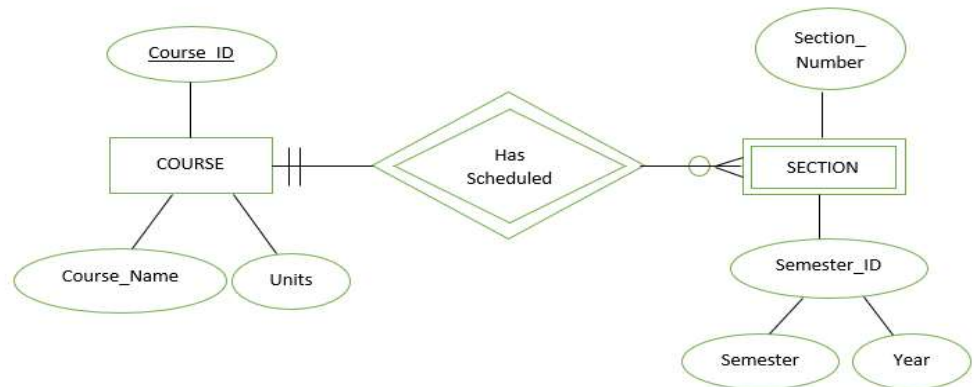 Course_ID
Section_
Number
COURSE
Has
Scheduled
SECTION
Course_Name
Units
Semester_ID
Semester
Year